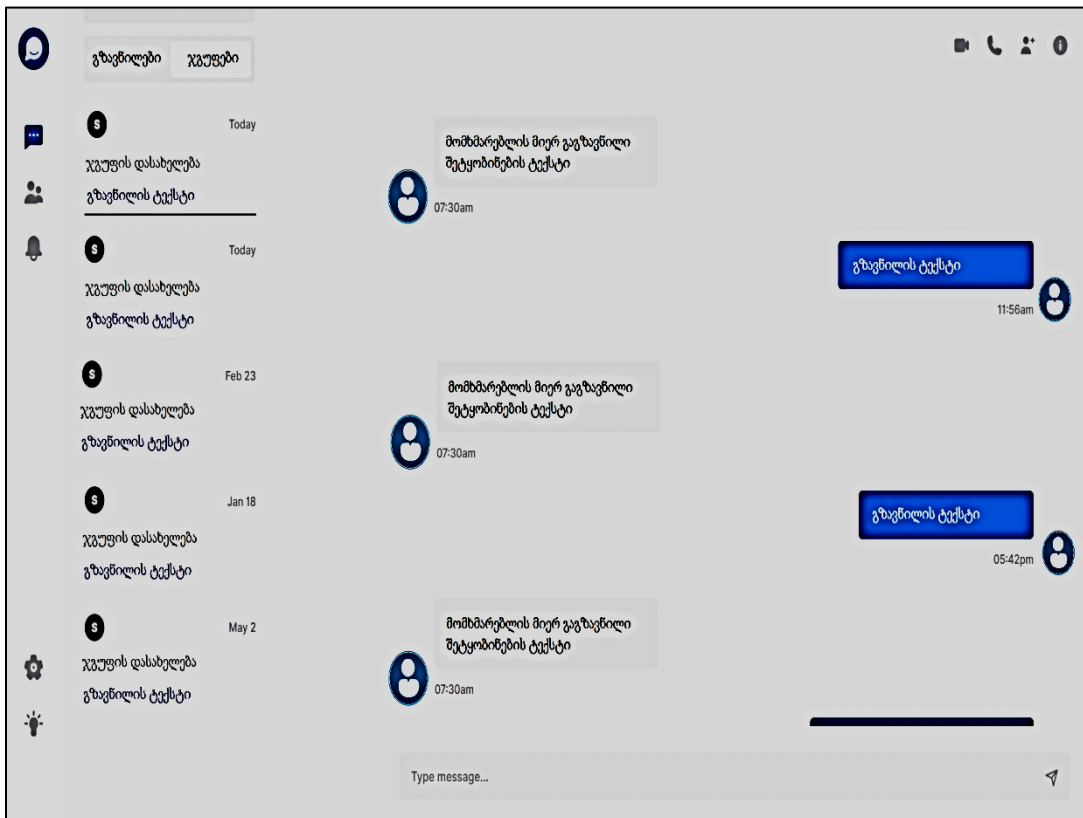 გზავნილები ჯგუფები
S Today
ჯგუფის დასახელება
გზავნილის ტექსტი
S Today
ჯგუფის დასახელება
გზავნილის ტექსტი
S Feb 23
ჯგუფის დასახელება
გზავნილის ტექსტი
S Jan 18
ჯგუფის დასახელება
გზავნილის ტექსტი
S May 2
ჯგუფის დასახელება
გზავნილის ტექსტი
მომხმარებლის მიერ გაგზავნილი
შეტყობინების ტექსტი
07:30am
გზავნილის ტექსტი
11:56am
მომხმარებლის მიერ გაგზავნილი
შეტყობინების ტექსტი
07:30am
გზავნილის ტექსტი
05:42pm
მომხმარებლის მიერ გაგზავნილი
შეტყობინების ტექსტი
07:30am
Type message...